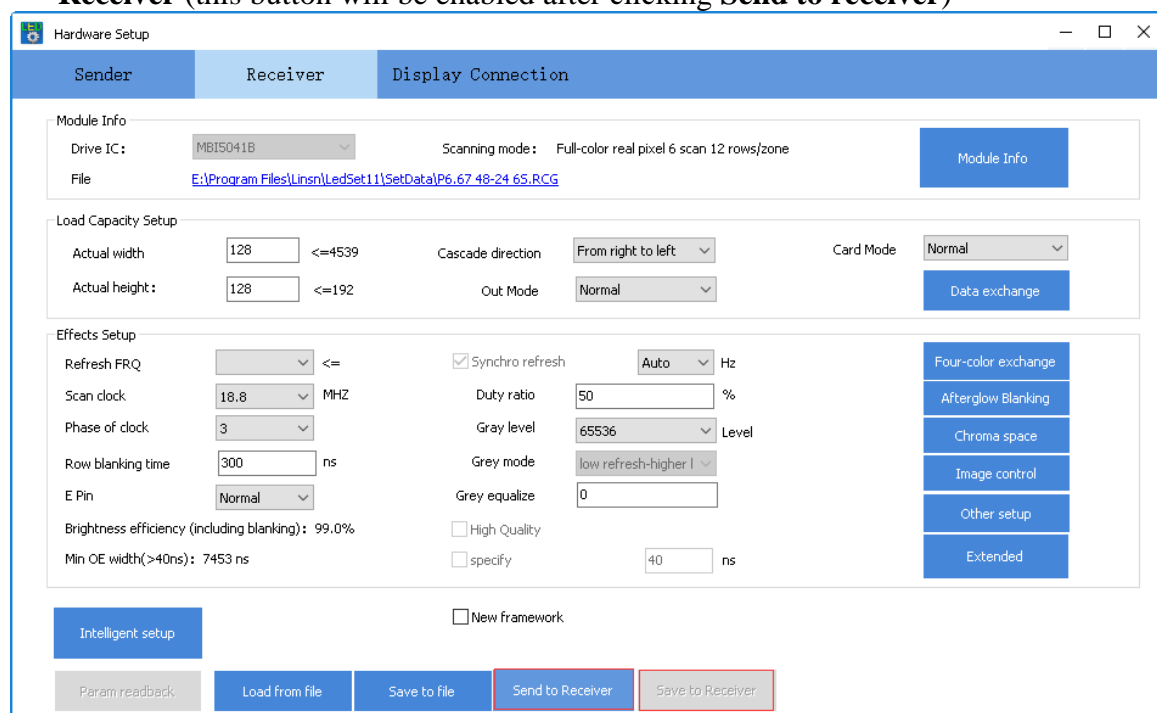 Receiver (this button will be enabled after clicking Send to receiver)
Hardware Setup
Sender Receiver Display Connection
Module Info
Drive IC: MBI5041B Scanning mode: Full-color real pixel 6 scan 12 rows/zone Module Info
File E:\Program Files\Linsn\LedSet11\SetData\P6.67 48-24 6S.RCG
Load Capacity Setup
Actual width 128 <=4539 Cascade direction From right to left Card Mode Normal
Actual height: 128 <=192 Out Mode Normal Data exchange
Effects Setup
Refresh FRQ <= Synchro refresh Auto Hz Four-color exchange
Scan clock 18.8 MHZ Duty ratio 50 % Afterglow Blanking
Phase of clock 3 Gray level 65536 Level Chroma space
Row blanking time 300 ns Grey mode low refresh-higher l Image control
E Pin Normal Grey equalize 0 Other setup
Brightness efficiency (including blanking): 99.0% High Quality
Min OE width(>40ns): 7453 ns specify 40 ns Extended
New framework
Intelligent setup
Param readback Load from file Save to file Send to Receiver Save to Receiver